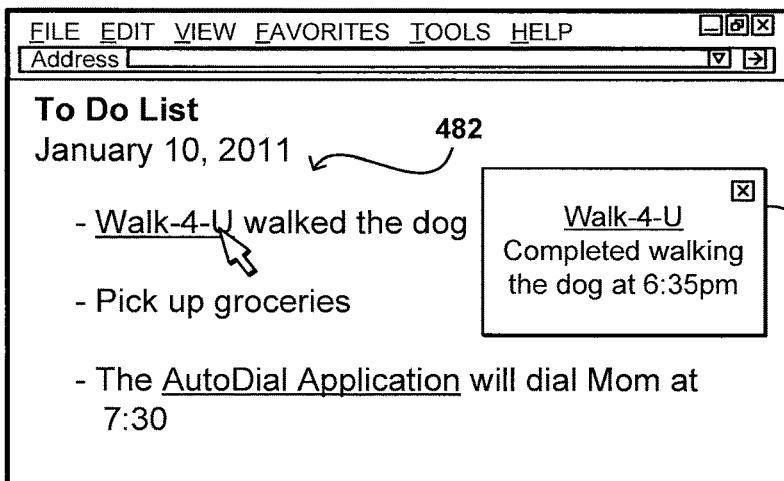 FILE EDIT VIEW FAVORITES TOOLS HELP
Address
To Do List
January 10, 2011
482
- Walk-4-U walked the dog
- Pick up groceries
- The AutoDial Application will dial Mom at
7:30
Walk-4-U
Completed walking
the dog at 6:35pm